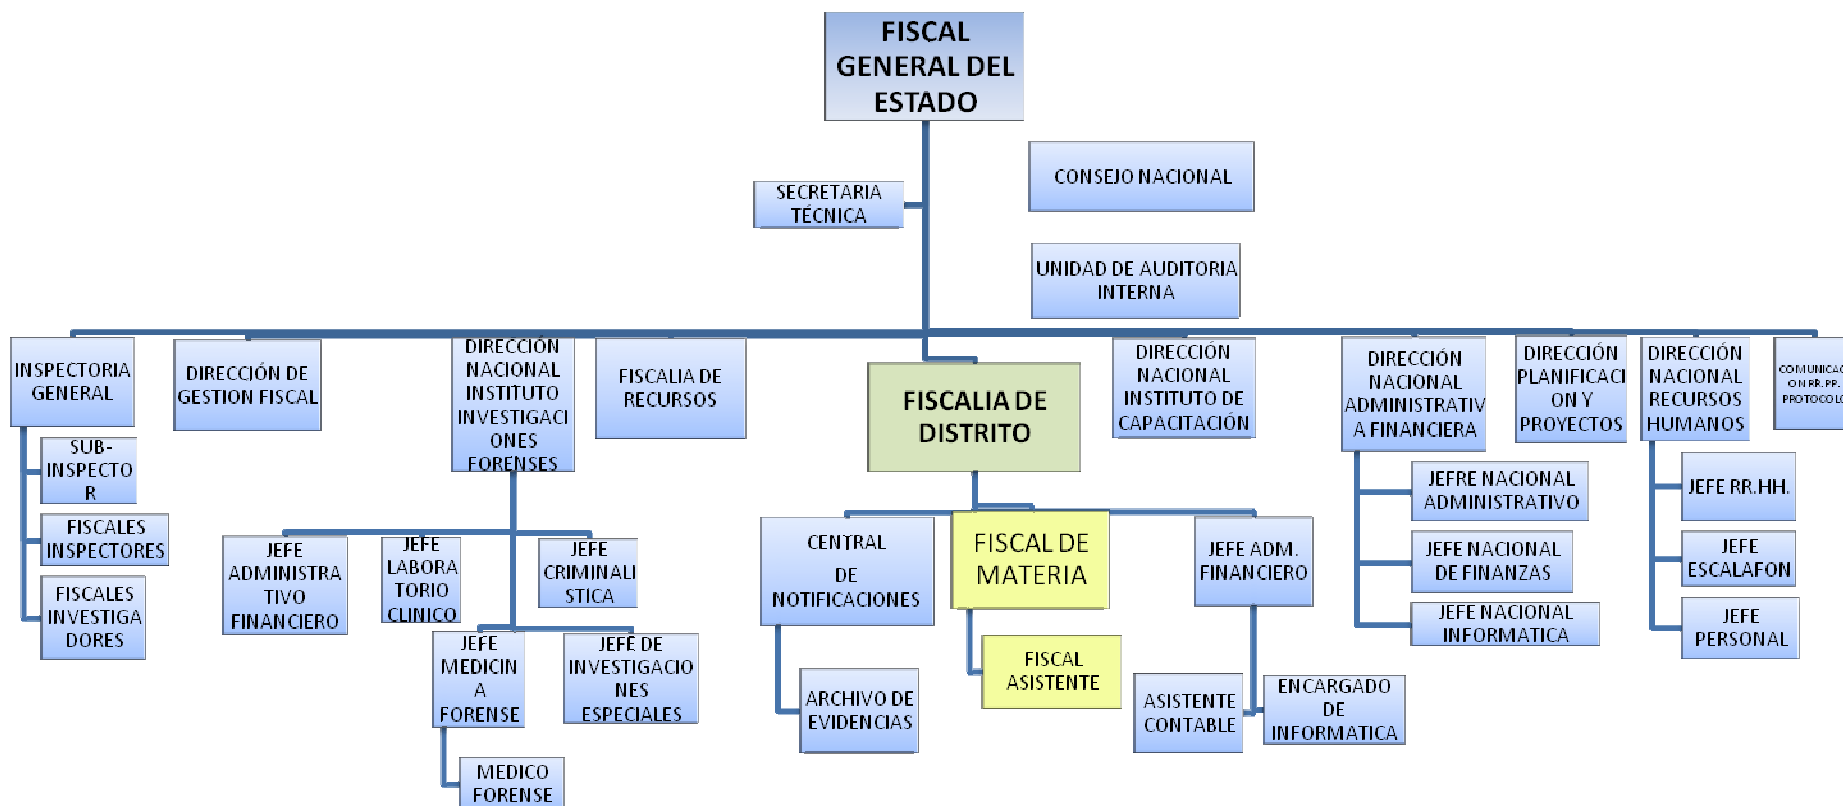 FISCAL
GENERAL DEL
ESTADO
SECRETARIA
TÉCNICA
CONSEJO NACIONAL
UNIDAD DE AUDITORIA
INTERNA
INSPECTORIA
GENERAL
DIRECCIÓN DE
GESTION FISCAL
DIRECCIÓN
NACIONAL
INSTITUTO
INVESTIGACI
ONES
FORENSES
FISCALIA DE
RECURSOS
FISCALIA DE
DISTRITO
DIRECCIÓN
NACIONAL
INSTITUTO DE
CAPACITACIÓN
DIRECCIÓN
NACIONAL
ADMINISTRATIV
A FINANCIERA
DIRECCIÓN
PLANIFICACI
ON Y
PROYECTOS
DIRECCIÓN
NACIONAL
RECURSOS
HUMANOS
COMUNICACI
ON RR.PP.
PROTOCOLO
SUB-
INSPECTO
R
FISCALES
INSPECTORES
FISCALES
INVESTIGA
DORES
JEFE
ADMINISTRA
TIVO
FINANCIERO
JEFE
LABORA
TORIO
CLINICO
JEFE
CRIMINALI
STICA
JEFE
MEDICIN
A
FORENSE
JEFE DE
INVESTIGACIO
NES
ESPECIALES
MEDICO
FORENSE
CENTRAL
DE
NOTIFICACIONES
ARCHIVO DE
EVIDENCIAS
FISCAL DE
MATERIA
FISCAL
ASISTENTE
JEFE ADM.
FINANCIERO
ASISTENTE
CONTABLE
ENCARGADO
DE
INFORMATICA
JEFRE NACIONAL
ADMINISTRATIVO
JEFE NACIONAL
DE FINANZAS
JEFE NACIONAL
INFORMATICA
JEFE RR.HH.
JEFE
ESCALAFON
JEFE
PERSONAL